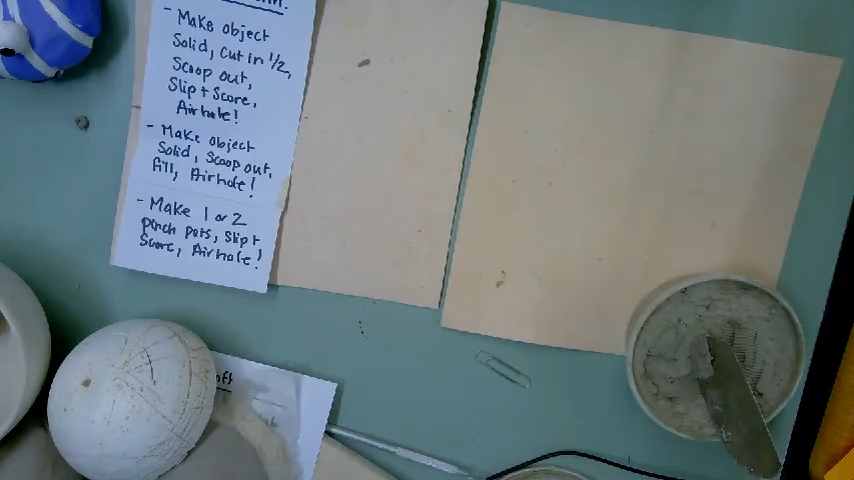 - Make object
Solid, Cut in 1/2,
Scoop out,
Slip + Score,
Airhole!
- Make object
Solid, Scoop out,
fill, Airhole!
- Make 1 or 2
pinch pots, Slip +
Score, Airhole!
off